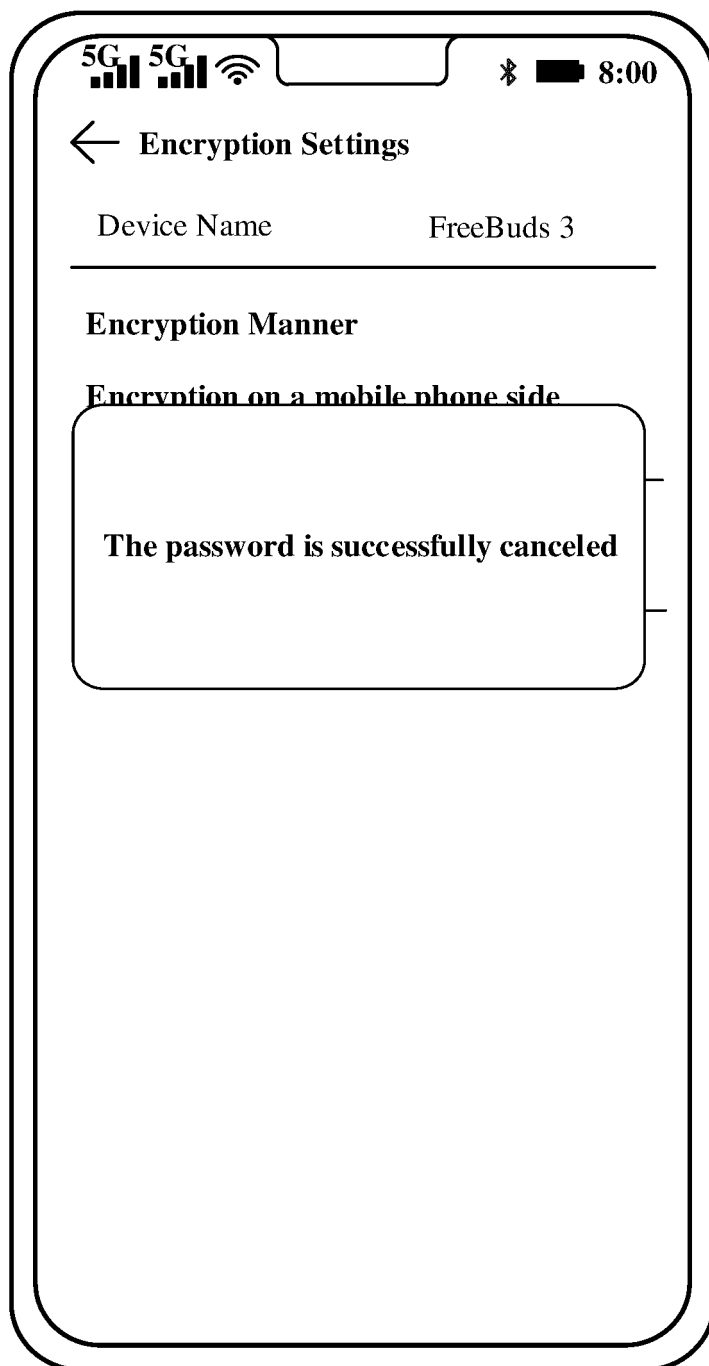 5G 5G 8:00
Encryption Settings
Device Name FreeBuds 3
Encryption Manner
Encryption on a mobile phone side
The password is successfully canceled